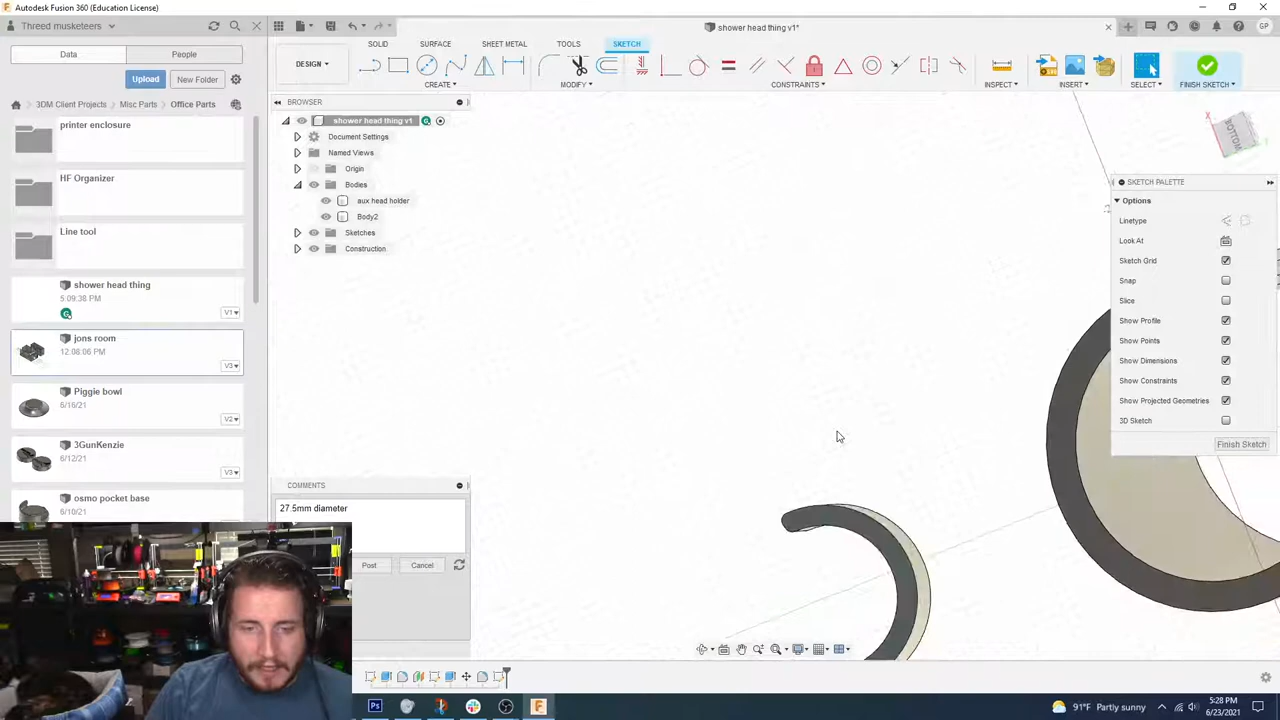 Autodesk Fusion 360 (Education License)
Threed musketeers
shower head thing v1*
GP
Data
People
Upload
New Folder
3DM Client Projects
Misc Parts
Office Parts
printer enclosure
HF Organizer
Line tool
shower head thing
5:09:38 PM
V1▾
jons room
12:08:06 PM
V3▾
Piggie bowl
6/16/21
V2▾
3GunKenzie
6/12/21
V3▾
osmo pocket base
6/10/21
DESIGN ▾
SOLID
SURFACE
SHEET METAL
TOOLS
SKETCH
CREATE ▾
MODIFY ▾
CONSTRAINTS ▾
INSPECT ▾
INSERT ▾
SELECT ▾
FINISH SKETCH ▾
BROWSER
shower head thing v1
Document Settings
Named Views
Origin
Bodies
aux head holder
Body2
Sketches
Construction
BOTTOM
X
SKETCH PALETTE
Options
Linetype
Look At
Sketch Grid
Snap
Slice
Show Profile
Show Points
Show Dimensions
Show Constraints
Show Projected Geometries
3D Sketch
Finish Sketch
COMMENTS
27.5mm diameter
Post
Cancel
91°F Partly sunny
5:28 PM
6/23/2021